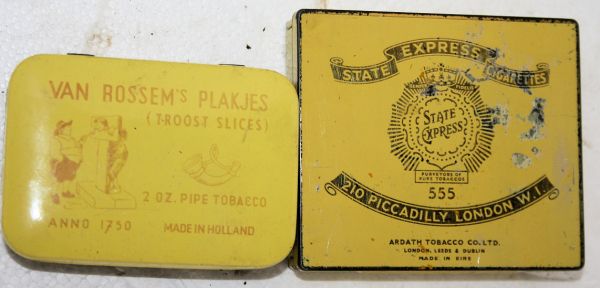 VAN ROSSEM'S PLAKJES
(TROOST SLICES)
2 OZ. PIPE TOBACCO
ANNO 1750
MADE IN HOLLAND
STATE EXPRESS CIGARETTES
STATE
EXPRESS
PURVEYORS OF
PURE TOBACCOS
555
210 PICCADILLY LONDON W.1.
ARDATH TOBACCO CO. LTD.
LONDON, LEEDS & DUBLIN
MADE IN EIRE